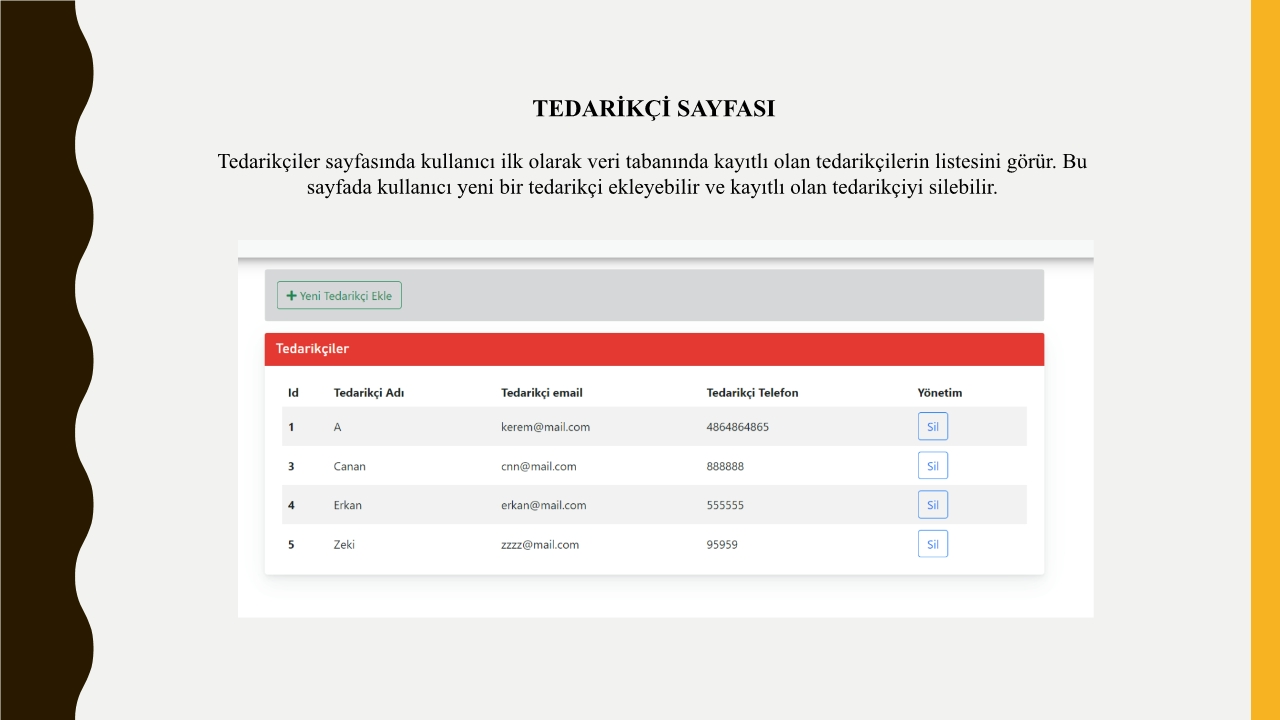 TEDARİKÇİ SAYFASI
Tedarikçiler sayfasında kullanıcı ilk olarak veri tabanında kayıtlı olan tedarikçilerin listesini görür. Bu
sayfada kullanıcı yeni bir tedarikçi ekleyebilir ve kayıtlı olan tedarikçiyi silebilir.
+ Yeni Tedarikçi Ekle
Tedarikçiler
Id Tedarikçi Adı Tedarikçi email Tedarikçi Telefon Yönetim
1 A kerem@mail.com 4864864865 Sil
3 Canan cnn@mail.com 888888 Sil
4 Erkan erkan@mail.com 555555 Sil
5 Zeki zzzz@mail.com 95959 Sil